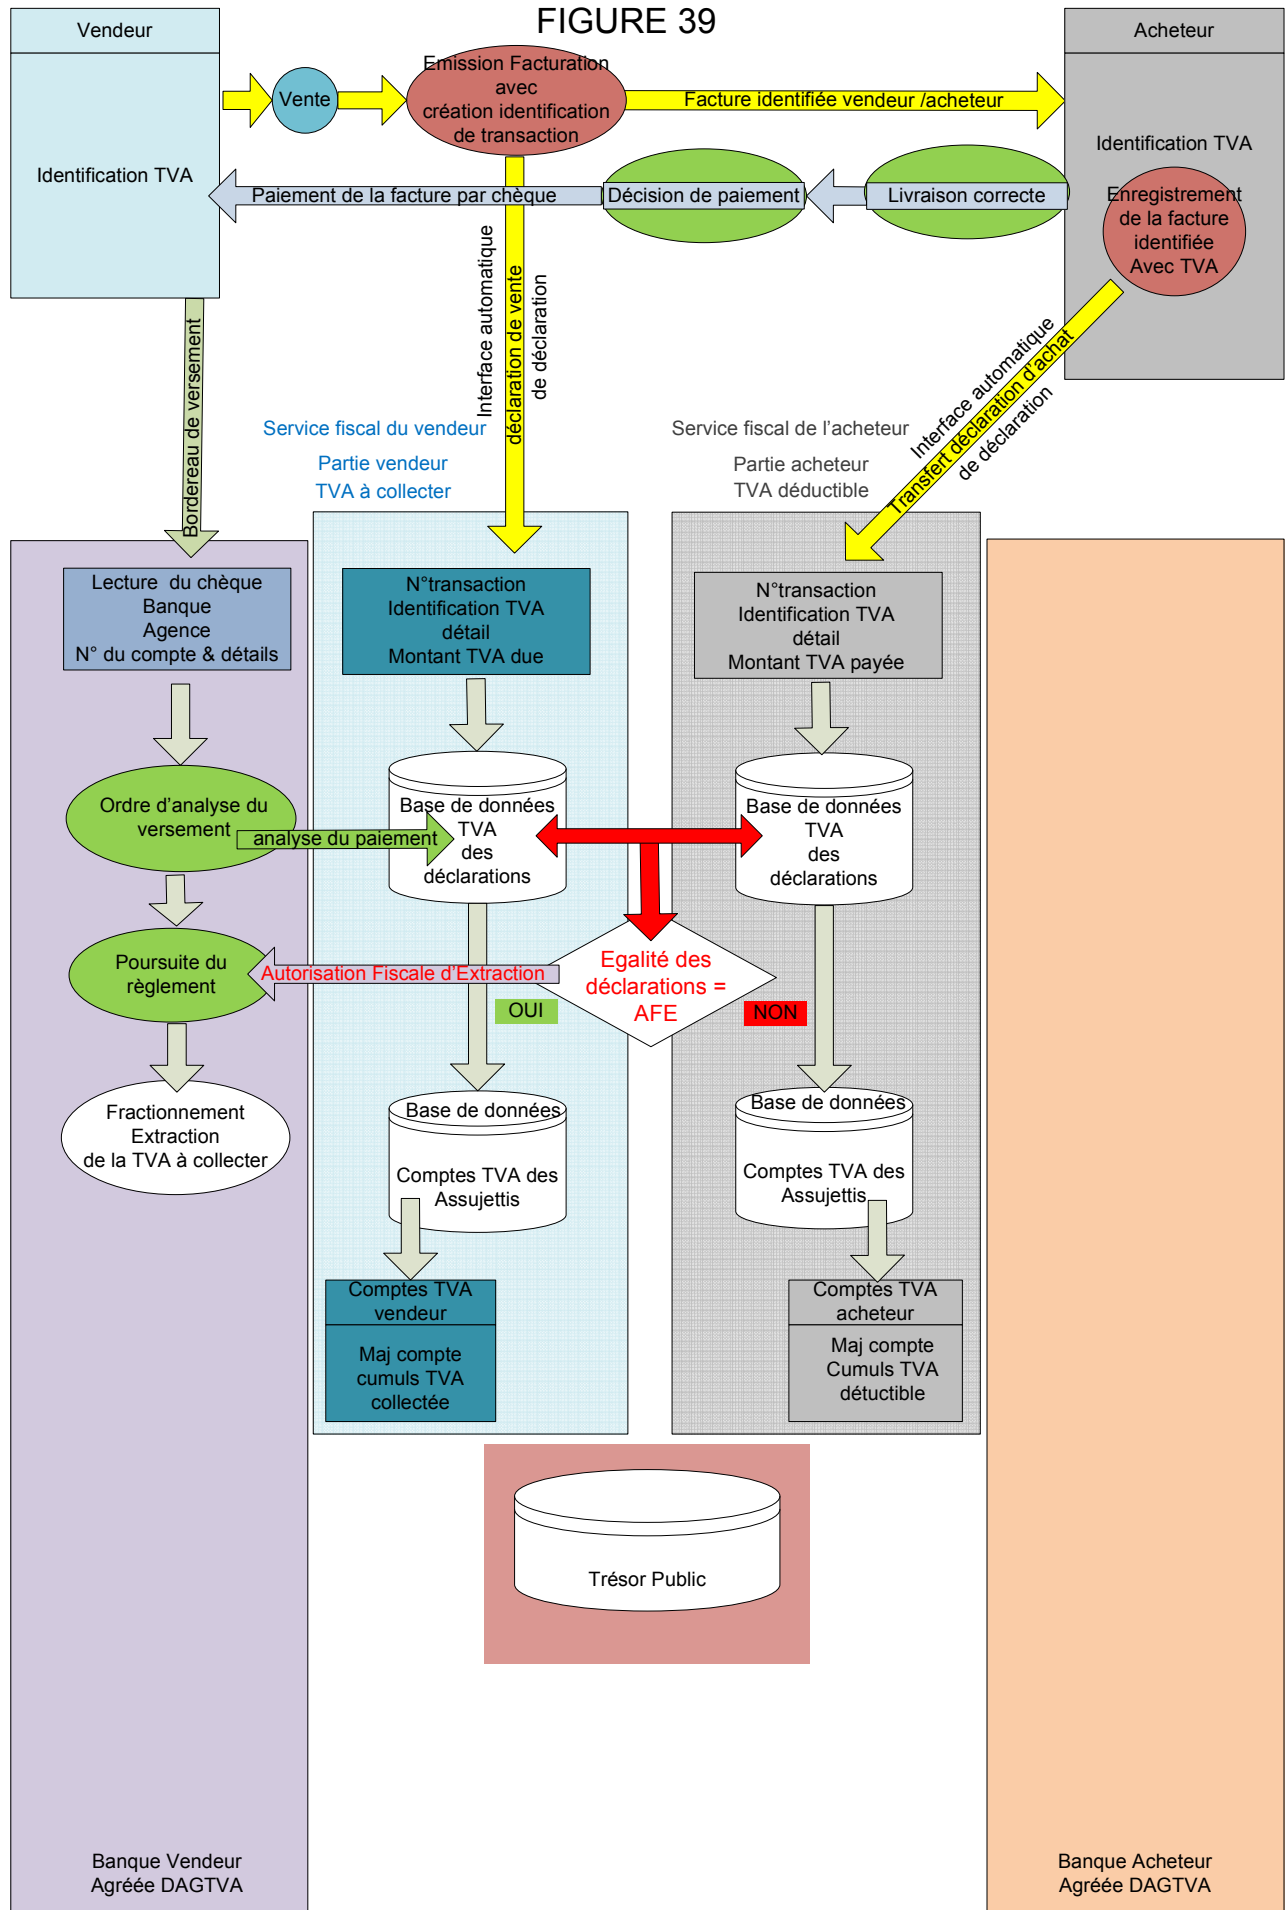 FIGURE 39
Vendeur
Identification TVA
Vente
Emission Facturation
avec
création identification
de transaction
Facture identifiée vendeur /acheteur
Acheteur
Identification TVA
Enregistrement
de la facture
identifiée
Avec TVA
Livraison correcte
Décision de paiement
Paiement de la facture par chèque
Bordereau de versement
Interface automatique
déclaration de vente
de déclaration
Interface automatique
Transfert déclaration d'achat
de déclaration
Service fiscal du vendeur
Partie vendeur
TVA à collecter
Service fiscal de l'acheteur
Partie acheteur
TVA déductible
Lecture du chèque
Banque
Agence
N° du compte & détails
N°transaction
Identification TVA
détail
Montant TVA due
N°transaction
Identification TVA
détail
Montant TVA payée
Ordre d'analyse du
versement
analyse du paiement
Base de données
TVA
des
déclarations
Base de données
TVA
des
déclarations
Poursuite du
règlement
Autorisation Fiscale d'Extraction
Egalité des
déclarations =
AFE
OUI
NON
Fractionnement
Extraction
de la TVA à collecter
Base de données
Comptes TVA des
Assujettis
Base de données
Comptes TVA des
Assujettis
Comptes TVA
vendeur
Maj compte
cumuls TVA
collectée
Comptes TVA
acheteur
Maj compte
Cumuls TVA
détuctible
Trésor Public
Banque Vendeur
Agréée DAGTVA
Banque Acheteur
Agréée DAGTVA